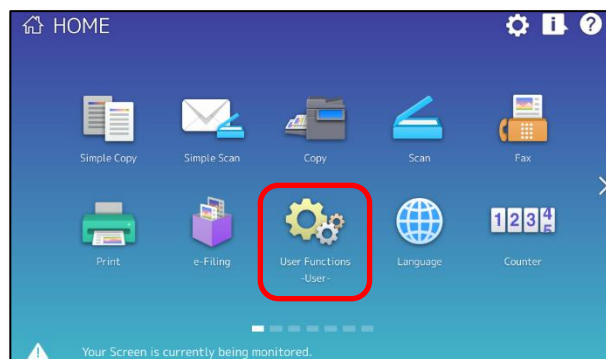 HOME
Simple Copy
Simple Scan
Copy
Scan
Fax
Print
e-Filing
User Functions
-User-
Language
Counter
Your Screen is currently being monitored.